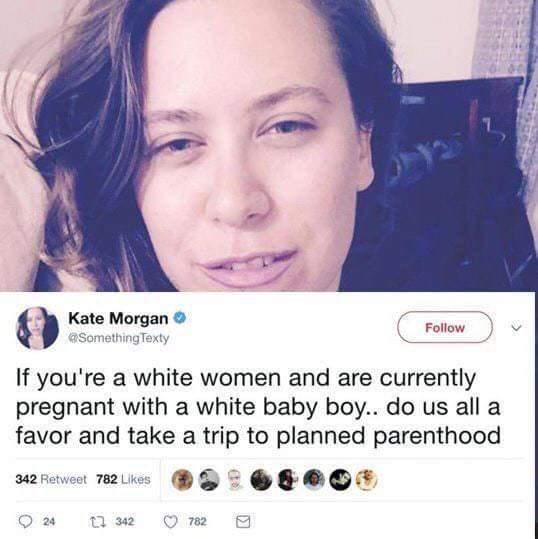 Kate Morgan
@SomethingTexty
Follow
If you're a white women and are currently
pregnant with a white baby boy.. do us all a
favor and take a trip to planned parenthood
342 Retweet 782 Likes
24 342 782